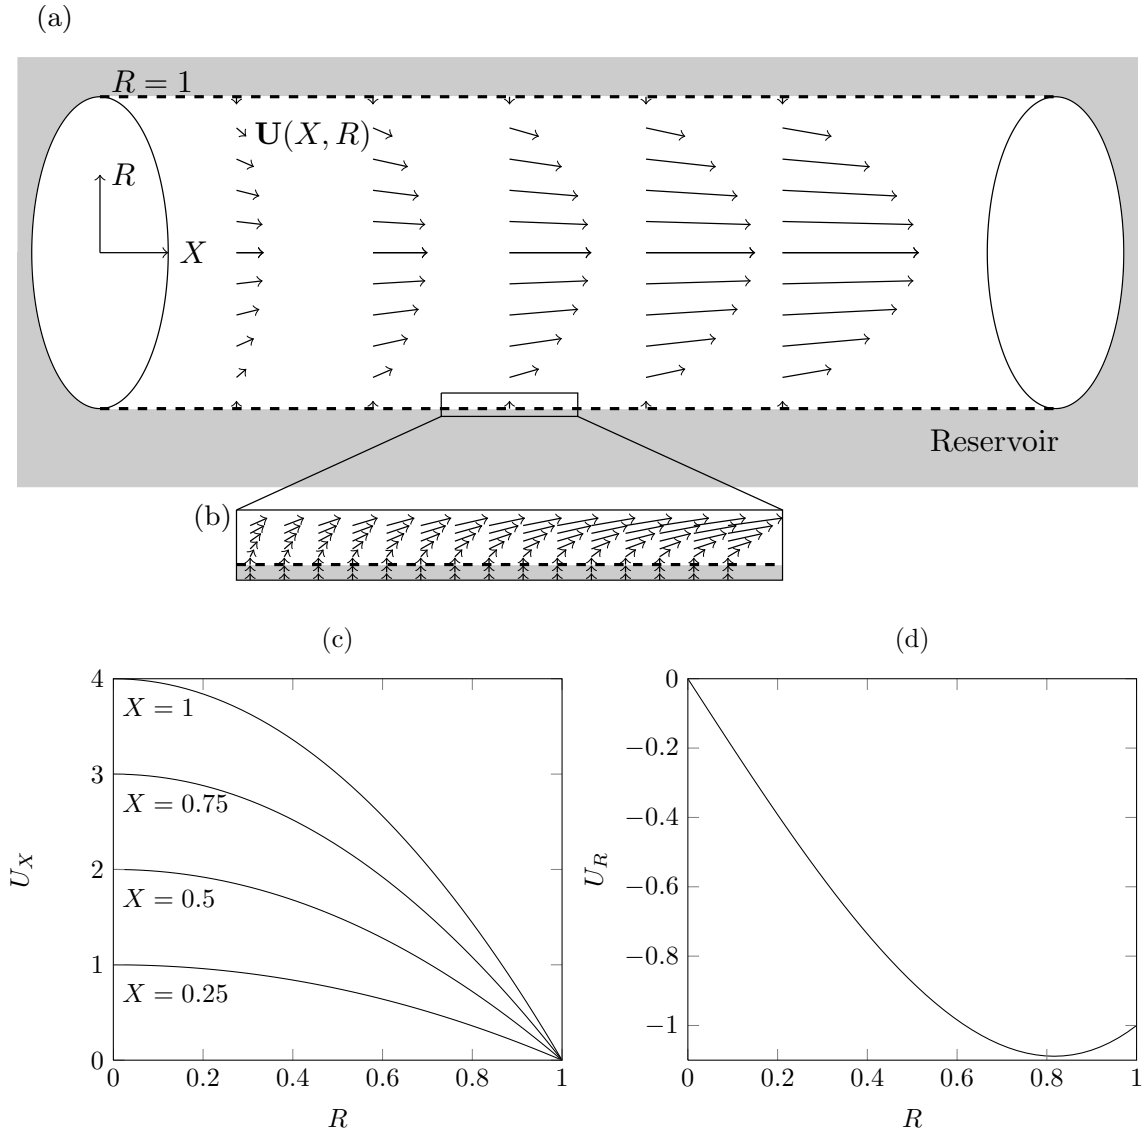 (a)
R = 1
U(X, R)
R
X
Reservoir
(b)
(c)
(d)
4
3
2
1
0
X = 1
X = 0.75
X = 0.5
X = 0.25
0
0.2
0.4
0.6
0.8
1
R
U_X
0
−0.2
−0.4
−0.6
−0.8
−1
0
0.2
0.4
0.6
0.8
1
R
U_R